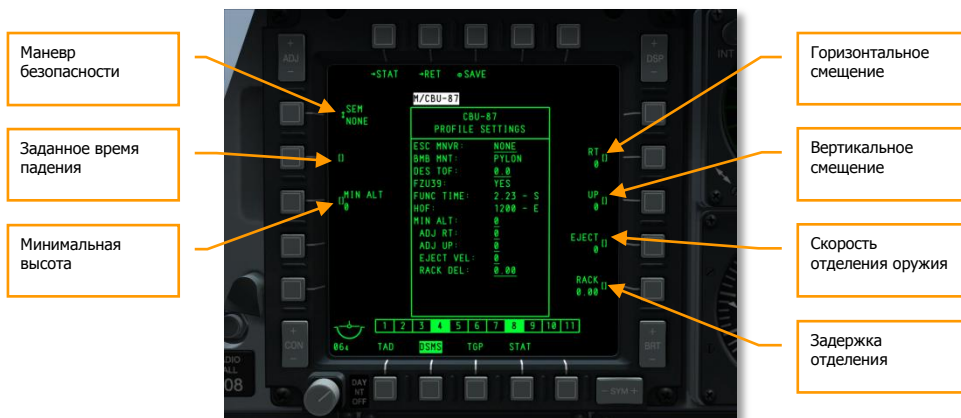 Маневр
безопасности
Заданное время
падения
Минимальная
высота
ADJ
DSP
INT
→STAT →RET SAVE
M/CBU-87
SEM
NONE
MIN ALT
0
CBU-87
PROFILE SETTINGS
ESC MNVR: NONE
BMB MNT: PYLON
DES TOF: 0.0
FZU39: YES
FUNC TIME: 2.23 - S
HOF: 1200 - E
MIN ALT: 0
ADJ RT: 0
ADJ UP: 0
EJECT VEL: 0
RACK DEL: 0.00
RT
0
UP
0
EJECT
0
RACK
0.00
1 2 3 4 5 6 7 8 9 10 11
TAD DSMS TGP STAT
CON
BRT
DAY
NT
OFF
- SYM +
08
Горизонтальное
смещение
Вертикальное
смещение
Скорость
отделения оружия
Задержка
отделения